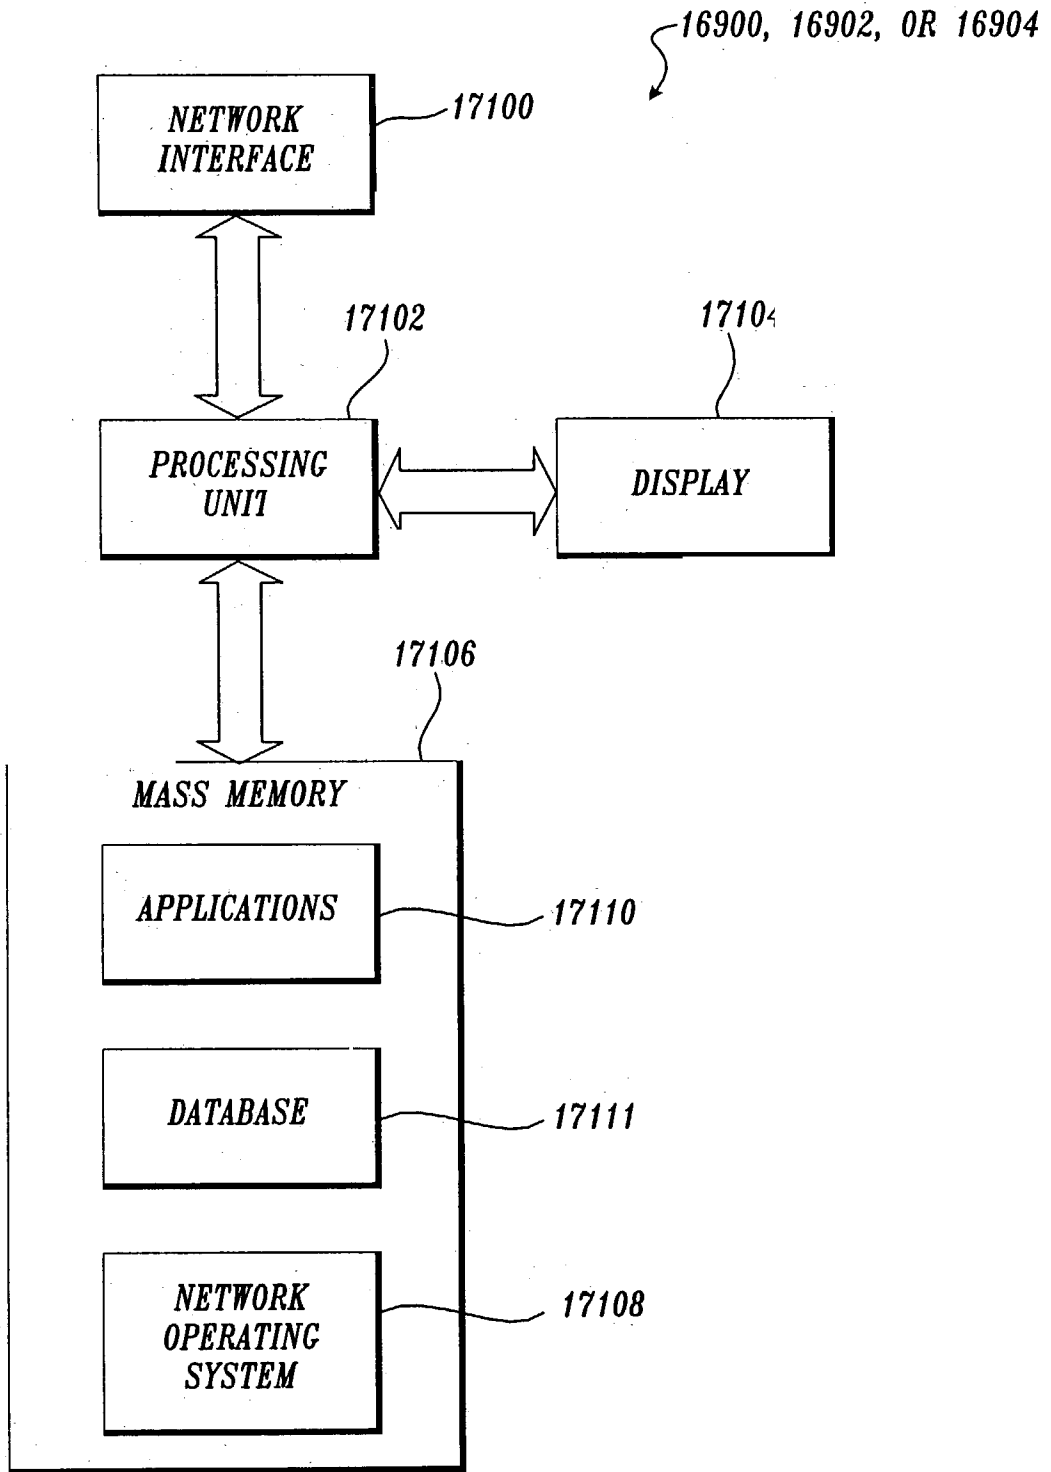 16900, 16902, OR 16904
NETWORK
INTERFACE
17100
17102
17104
PROCESSING
UNIT
DISPLAY
17106
MASS MEMORY
APPLICATIONS
17110
DATABASE
17111
NETWORK
OPERATING
SYSTEM
17108